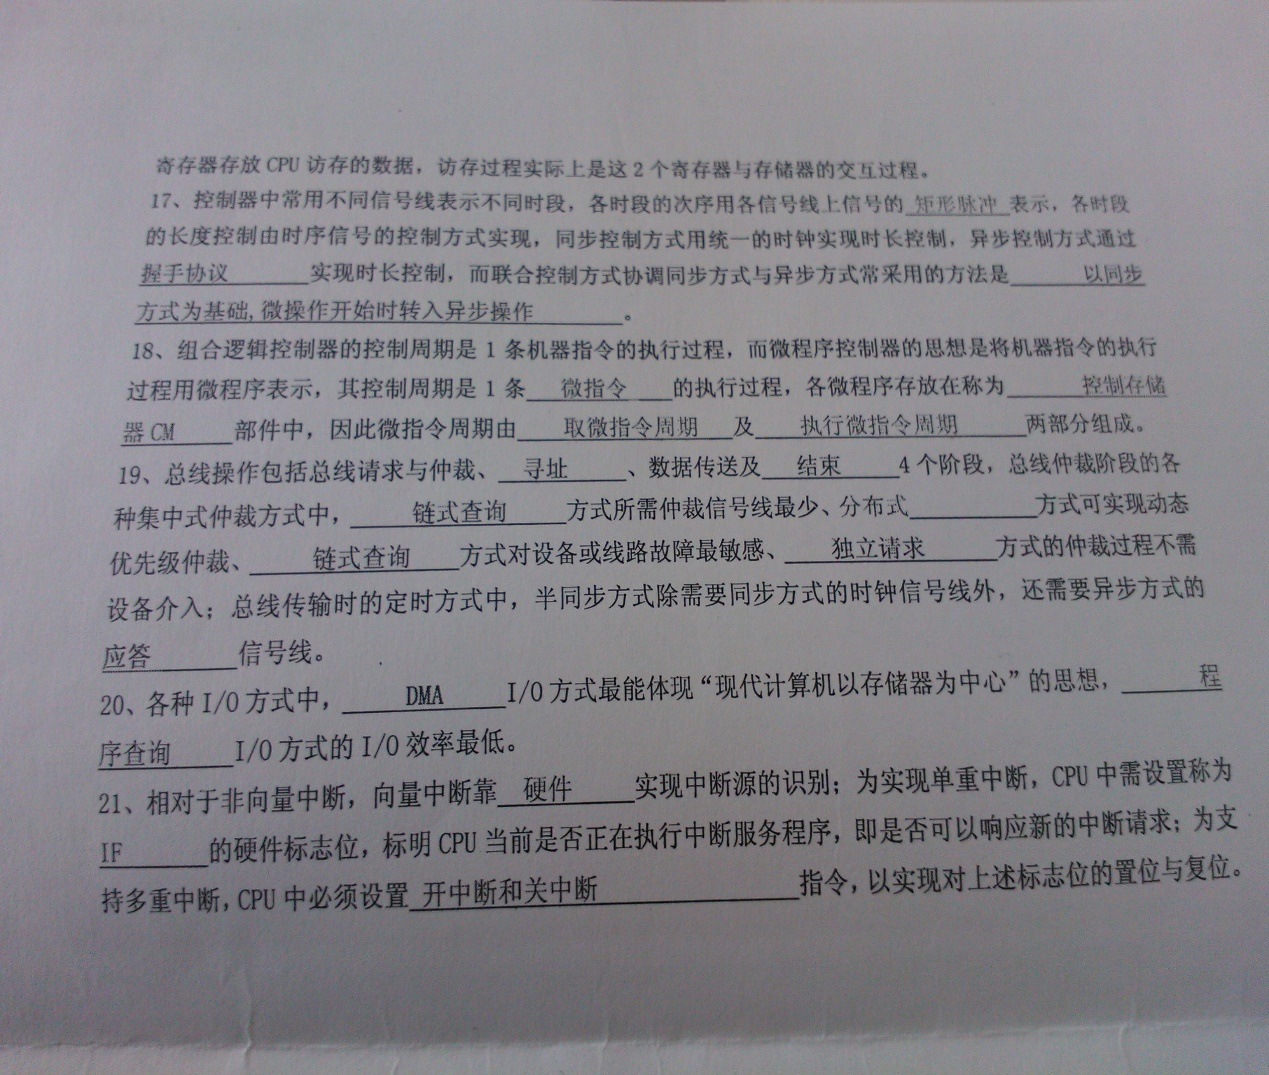 寄存器存放 CPU 访存的数据，访存过程实际上是这 2 个寄存器与存储器的交互过程。
17、控制器中常用不同信号线表示不同时段，各时段的次序用各信号线上信号的 矩形脉冲 表示，各时段
的长度控制由时序信号的控制方式实现，同步控制方式用统一的时钟实现时长控制，异步控制方式通过
握手协议 实现时长控制，而联合控制方式协调同步方式与异步方式常采用的方法是 以同步
方式为基础,微操作开始时转入异步操作 。
18、组合逻辑控制器的控制周期是 1 条机器指令的执行过程，而微程序控制器的思想是将机器指令的执行
过程用微程序表示，其控制周期是 1 条 微指令 的执行过程，各微程序存放在称为 控制存储
器 CM 部件中，因此微指令周期由 取微指令周期 及 执行微指令周期 两部分组成。
19、总线操作包括总线请求与仲裁、 寻址 、数据传送及 结束 4 个阶段，总线仲裁阶段的各
种集中式仲裁方式中， 链式查询 方式所需仲裁信号线最少、分布式 方式可实现动态
优先级仲裁、 链式查询 方式对设备或线路故障最敏感、 独立请求 方式的仲裁过程不需
设备介入；总线传输时的定时方式中，半同步方式除需要同步方式的时钟信号线外，还需要异步方式的
应答 信号线。
20、各种 I/O 方式中， DMA I/O 方式最能体现“现代计算机以存储器为中心”的思想， 程
序查询 I/O 方式的 I/O 效率最低。
21、相对于非向量中断，向量中断靠 硬件 实现中断源的识别；为实现单重中断，CPU 中需设置称为
IF 的硬件标志位，标明 CPU 当前是否正在执行中断服务程序，即是否可以响应新的中断请求；为支
持多重中断，CPU 中必须设置 开中断和关中断 指令，以实现对上述标志位的置位与复位。